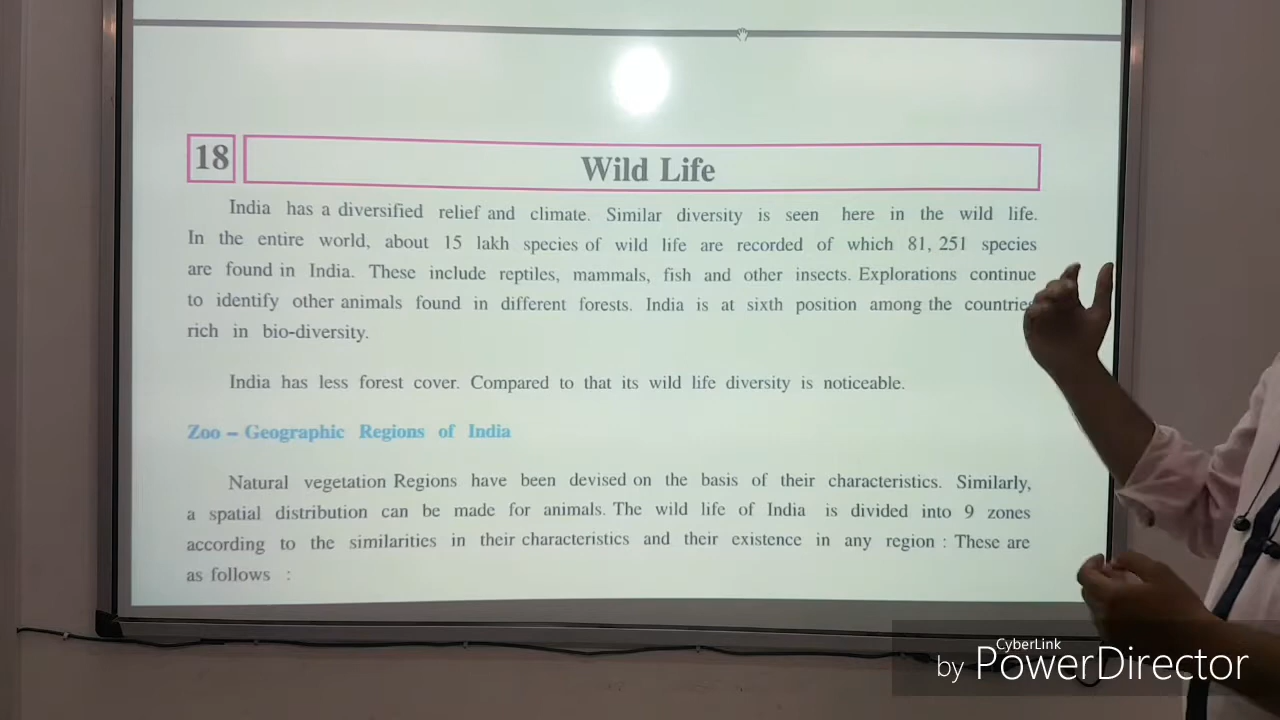 18
Wild Life
India has a diversified relief and climate. Similar diversity is seen here in the wild life.
In the entire world, about 15 lakh species of wild life are recorded of which 81, 251 species
are found in India. These include reptiles, mammals, fish and other insects. Explorations continue
to identify other animals found in different forests. India is at sixth position among the countries
rich in bio-diversity.
India has less forest cover. Compared to that its wild life diversity is noticeable.
Zoo – Geographic Regions of India
Natural vegetation Regions have been devised on the basis of their characteristics. Similarly,
a spatial distribution can be made for animals. The wild life of India is divided into 9 zones
according to the similarities in their characteristics and their existence in any region : These are
as follows :
CyberLink
by PowerDirector